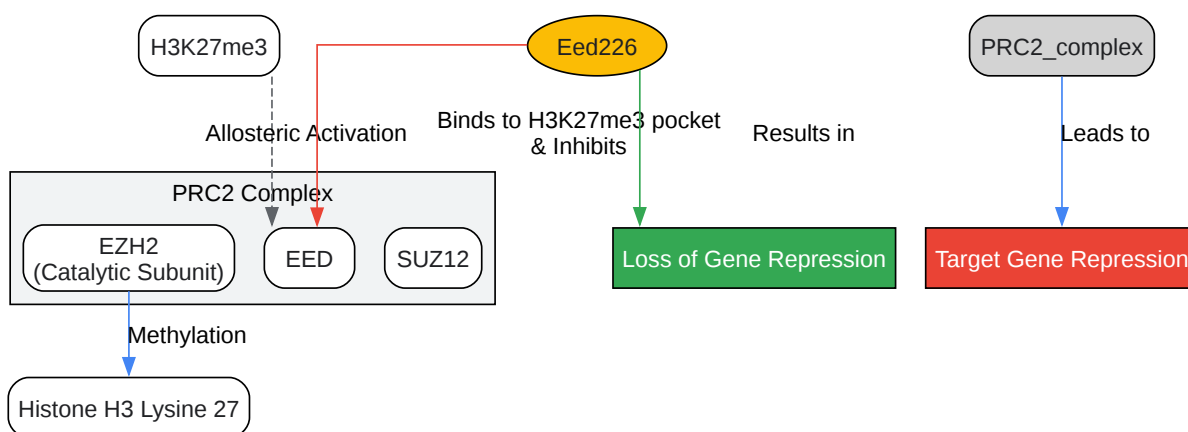 H3K27me3
Eed226
PRC2_complex
Allosteric Activation
Binds to H3K27me3 pocket
& Inhibits
Results in
Leads to
PRC2 Complex
EZH2
(Catalytic Subunit)
EED
SUZ12
Loss of Gene Repression
Target Gene Repression
Methylation
Histone H3 Lysine 27